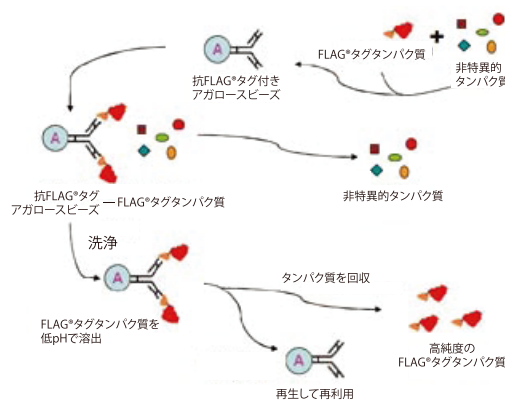 FLAG®タグタンパク質
+
非特異的
タンパク質
A
抗FLAG®タグ付き
アガロースビーズ
A
抗FLAG®タグ
アガロースビーズ
—FLAG®タグタンパク質
非特異的タンパク質
洗浄
A
FLAG®タグタンパク質を
低pHで溶出
タンパク質を回収
高純度の
FLAG®タグタンパク質
A
再生して再利用